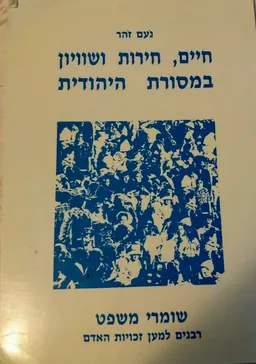 נעם זהר
חיים, חירות ושוויון
במסורת היהודית
שומרי משפט
רבנים למען זכויות האדם